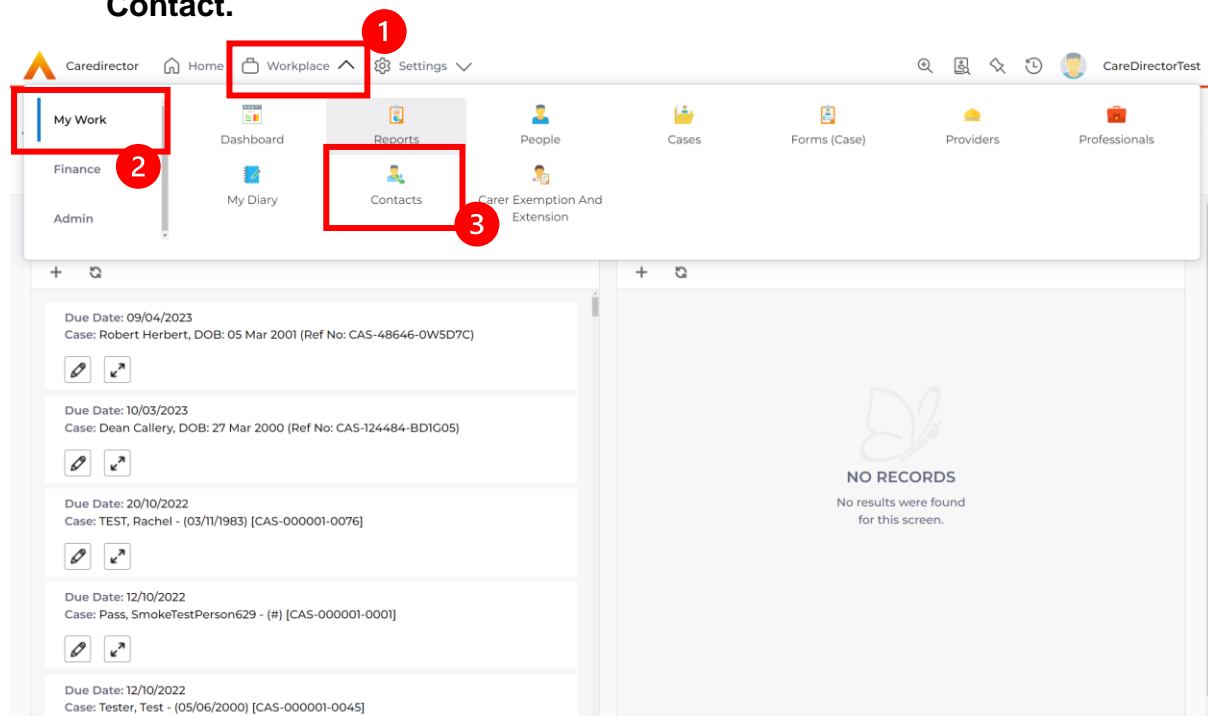 Contact.
1
Caredirector Home Workplace Settings CareDirectorTest
My Work
Dashboard Reports People Cases Forms (Case) Providers Professionals
Finance 2
My Diary Contacts Carer Exemption And Extension
3
Admin
Due Date: 09/04/2023
Case: Robert Herbert, DOB: 05 Mar 2001 (Ref No: CAS-48646-0W5D7C)
Due Date: 10/03/2023
Case: Dean Callery, DOB: 27 Mar 2000 (Ref No: CAS-124484-BD1G05)
Due Date: 20/10/2022
Case: TEST, Rachel - (03/11/1983) [CAS-000001-0076]
Due Date: 12/10/2022
Case: Pass, SmokeTestPerson629 - (#) [CAS-000001-0001]
Due Date: 12/10/2022
Case: Tester, Test - (05/06/2000) [CAS-000001-0045]
NO RECORDS
No results were found
for this screen.